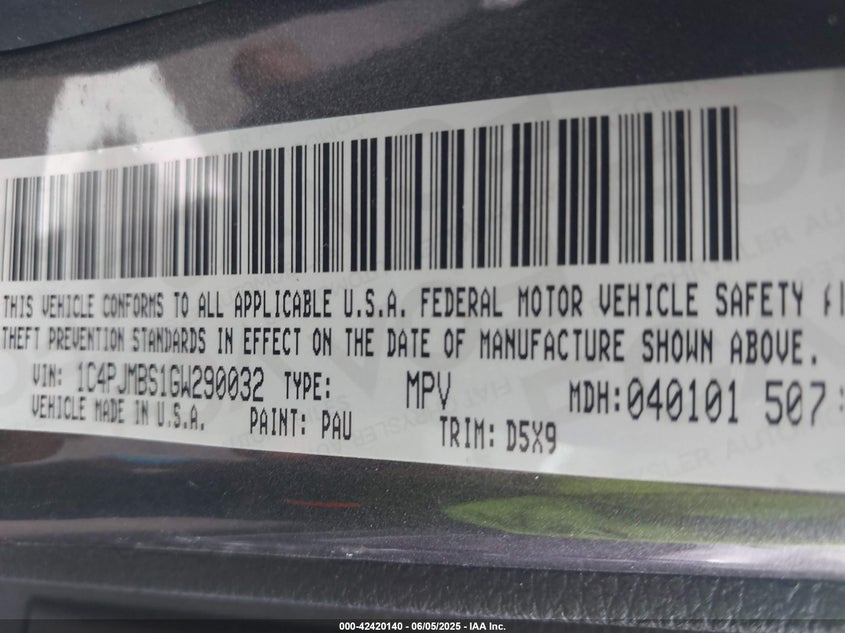 THIS VEHICLE CONFORMS TO ALL APPLICABLE U.S.A. FEDERAL MOTOR VEHICLE SAFETY
THEFT PREVENTION STANDARDS IN EFFECT ON THE DATE OF MANUFACTURE SHOWN ABOVE.
VIN: 1C4PJMBS1GW290032 TYPE: MPV MDH:040101 507
VEHICLE MADE IN U.S.A. PAINT: PAU TRIM: D5X9
000-42420140 - 06/05/2025 - IAA Inc.